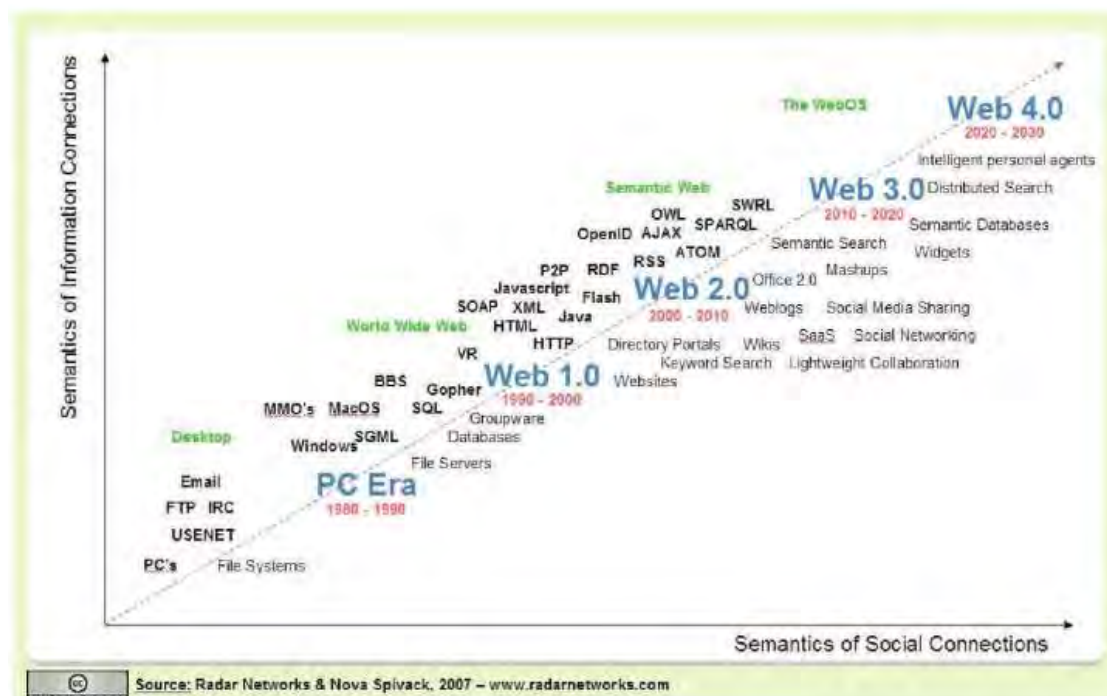 Semantics of Information Connections
The WebOS
Web 4.0
2020 - 2030
Intelligent personal agents
Semantic Web
Web 3.0
Distributed Search
2010 - 2020
SWRL
OWL
SPARQL
Semantic Databases
OpenID
AJAX
Semantic Search
Widgets
ATOM
RSS
P2P
RDF
Mashups
Office 2.0
Javascript
Flash
Web 2.0
2000 - 2010
Weblogs
Social Media Sharing
SOAP
XML
Java
World Wide Web
HTML
HTTP
Directory Portals
Wikis
SaaS
Social Networking
VR
Keyword Search
Lightweight Collaboration
BBS
Gopher
Web 1.0
1990 - 2000
Websites
MMO's
MacOS
SQL
Groupware
Desktop
Windows
SGML
Databases
File Servers
Email
PC Era
1980 - 1990
FTP
IRC
USENET
PC's
File Systems
Semantics of Social Connections
cc
Source: Radar Networks & Nova Spivack, 2007 – www.radarnetworks.com